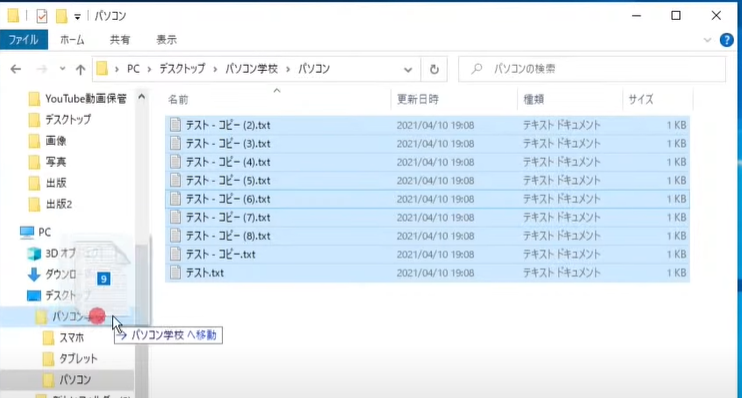 パソコン
ファイル ホーム 共有 表示
PC デスクトップ パソコン学校 パソコン パソコンの検索
YouTube動画保管
デスクトップ
画像
写真
出版
出版2
PC
3D オブ
ダウンロ
デスクトップ
パソコン
スマホ
タブレット
パソコン
名前 更新日時 種類 サイズ
テスト - コピー (2).txt 2021/04/10 19:08 テキスト ドキュメント 1 KB
テスト - コピー (3).txt 2021/04/10 19:08 テキスト ドキュメント 1 KB
テスト - コピー (4).txt 2021/04/10 19:08 テキスト ドキュメント 1 KB
テスト - コピー (5).txt 2021/04/10 19:08 テキスト ドキュメント 1 KB
テスト - コピー (6).txt 2021/04/10 19:08 テキスト ドキュメント 1 KB
テスト - コピー (7).txt 2021/04/10 19:08 テキスト ドキュメント 1 KB
テスト - コピー (8).txt 2021/04/10 19:08 テキスト ドキュメント 1 KB
テスト - コピー.txt 2021/04/10 19:08 テキスト ドキュメント 1 KB
テスト.txt 2021/04/10 19:08 テキスト ドキュメント 1 KB
9
パソコン学校 へ移動